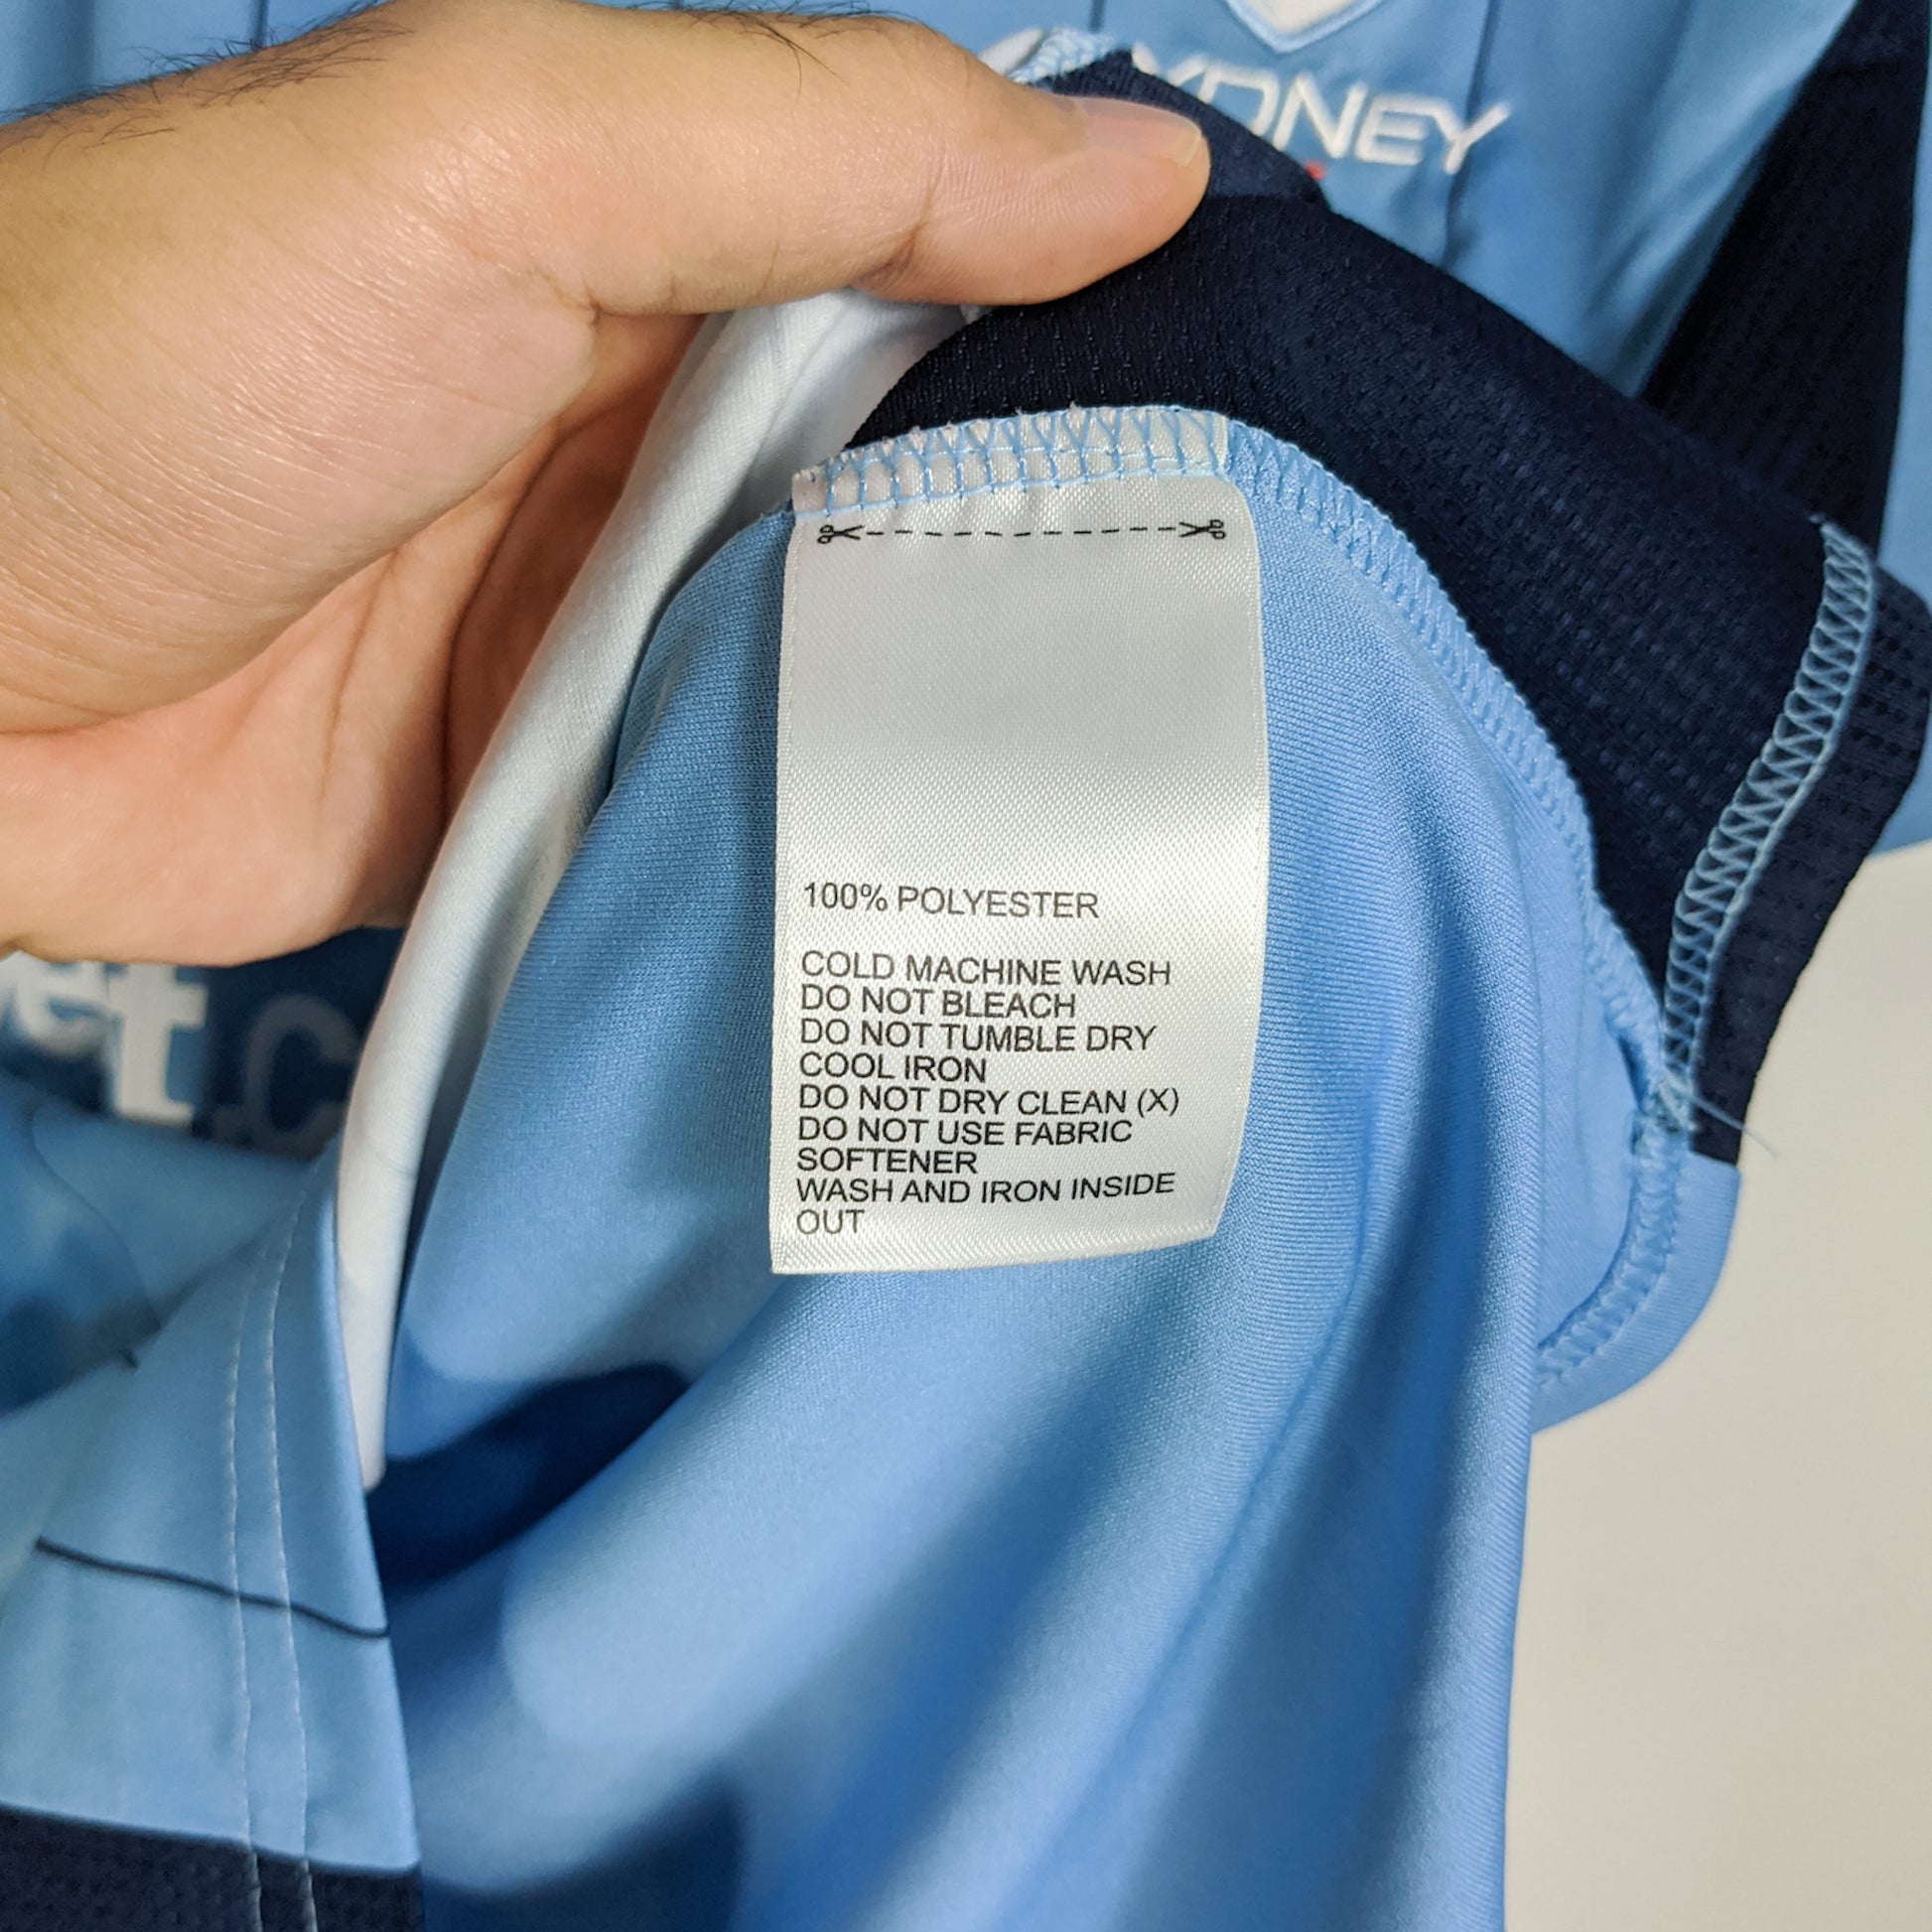 YDNEY
100% POLYESTER
COLD MACHINE WASH
DO NOT BLEACH
DO NOT TUMBLE DRY
COOL IRON
DO NOT DRY CLEAN (X)
DO NOT USE FABRIC
SOFTENER
WASH AND IRON INSIDE
OUT
et.c